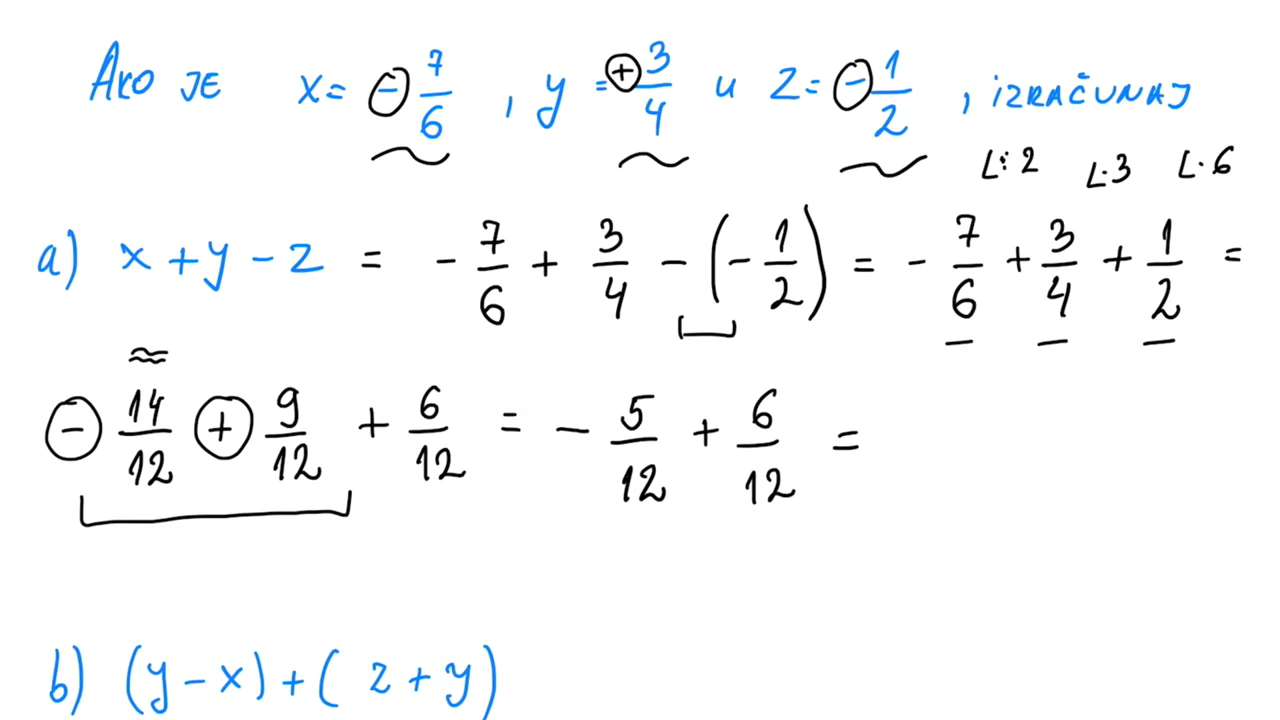 Ako je x = - 7/6 , y = + 3/4 и z = - 1/2 , izračunaj
L· 2 L· 3 L· 6
a) x + y - z = - 7/6 + 3/4 - (- 1/2) = - 7/6 + 3/4 + 1/2 =
- 14/12 + 9/12 + 6/12 = - 5/12 + 6/12 =
b) (y - x) + ( z + y)